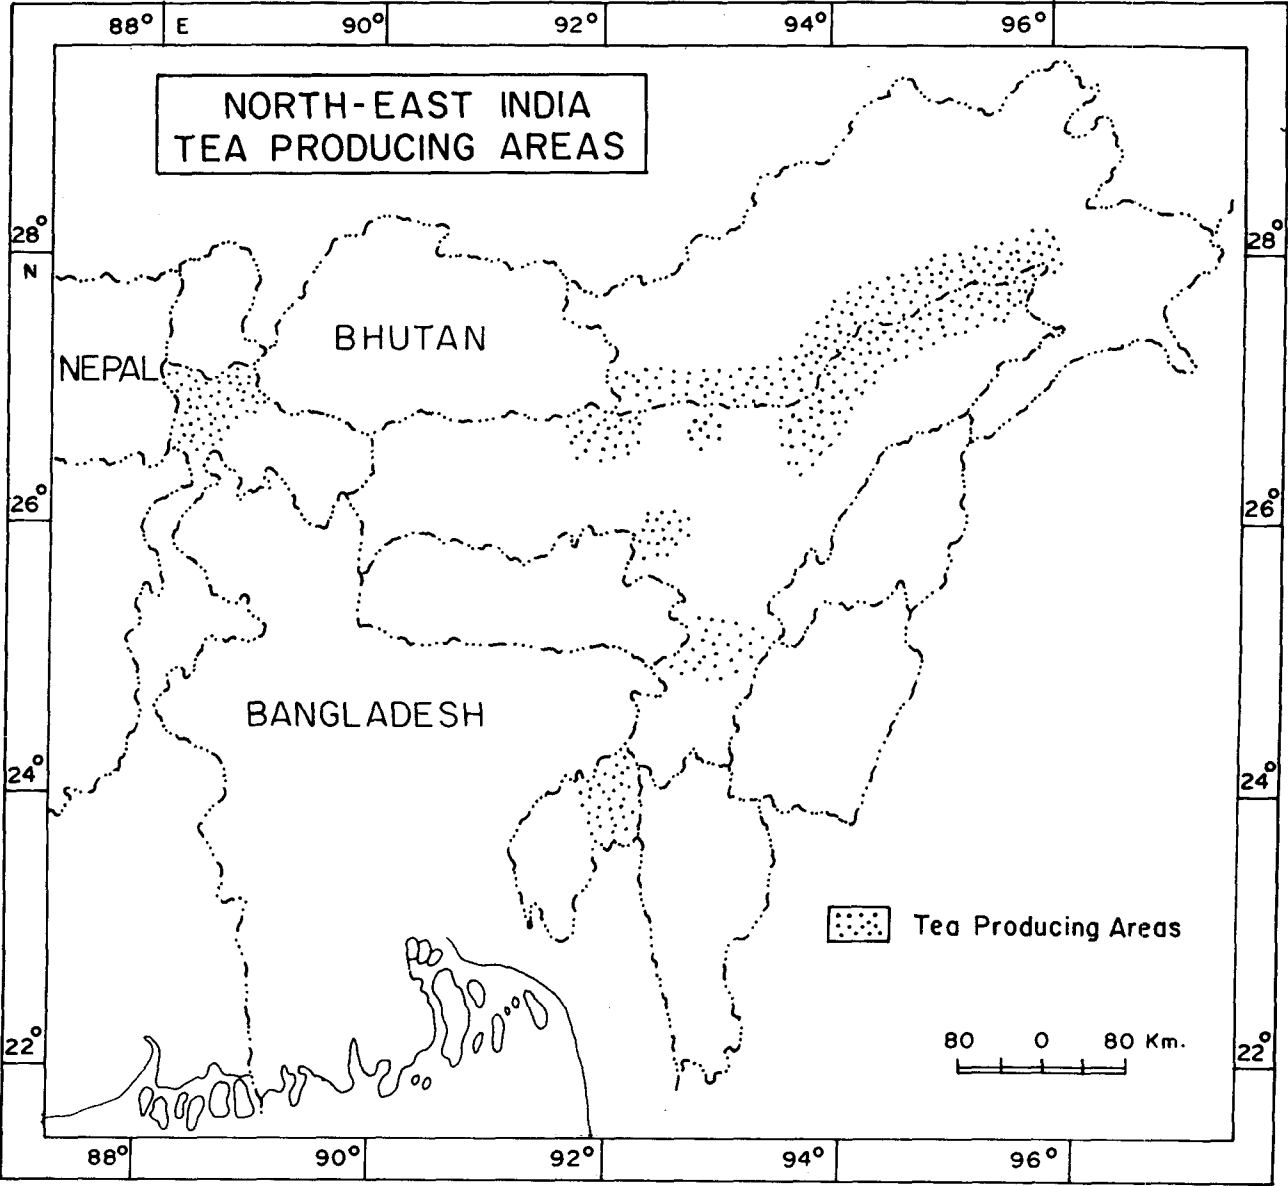 88° E 90° 92° 94° 96°
NORTH-EAST INDIA
TEA PRODUCING AREAS
28° 28°
N
BHUTAN
NEPAL
26° 26°
BANGLADESH
24° 24°
Tea Producing Areas
22° 22°
80 0 80 Km.
88° 90° 92° 94° 96°